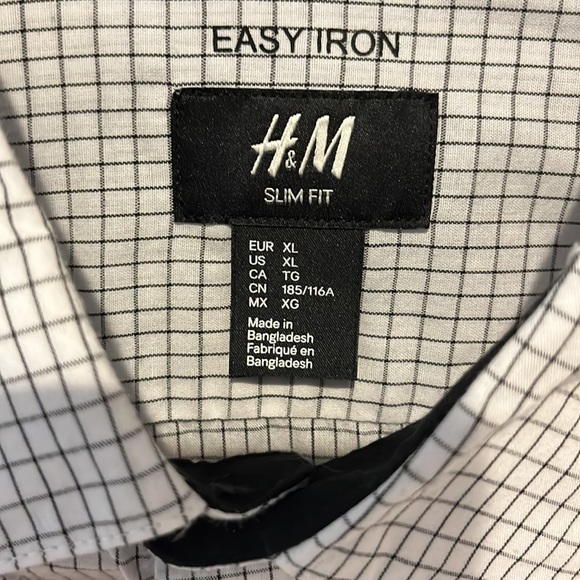 EASY IRON
H&M
SLIM FIT
EUR XL
US XL
CA TG
CN 185/116A
MX XG
Made in
Bangladesh
Fabriqué en
Bangladesh